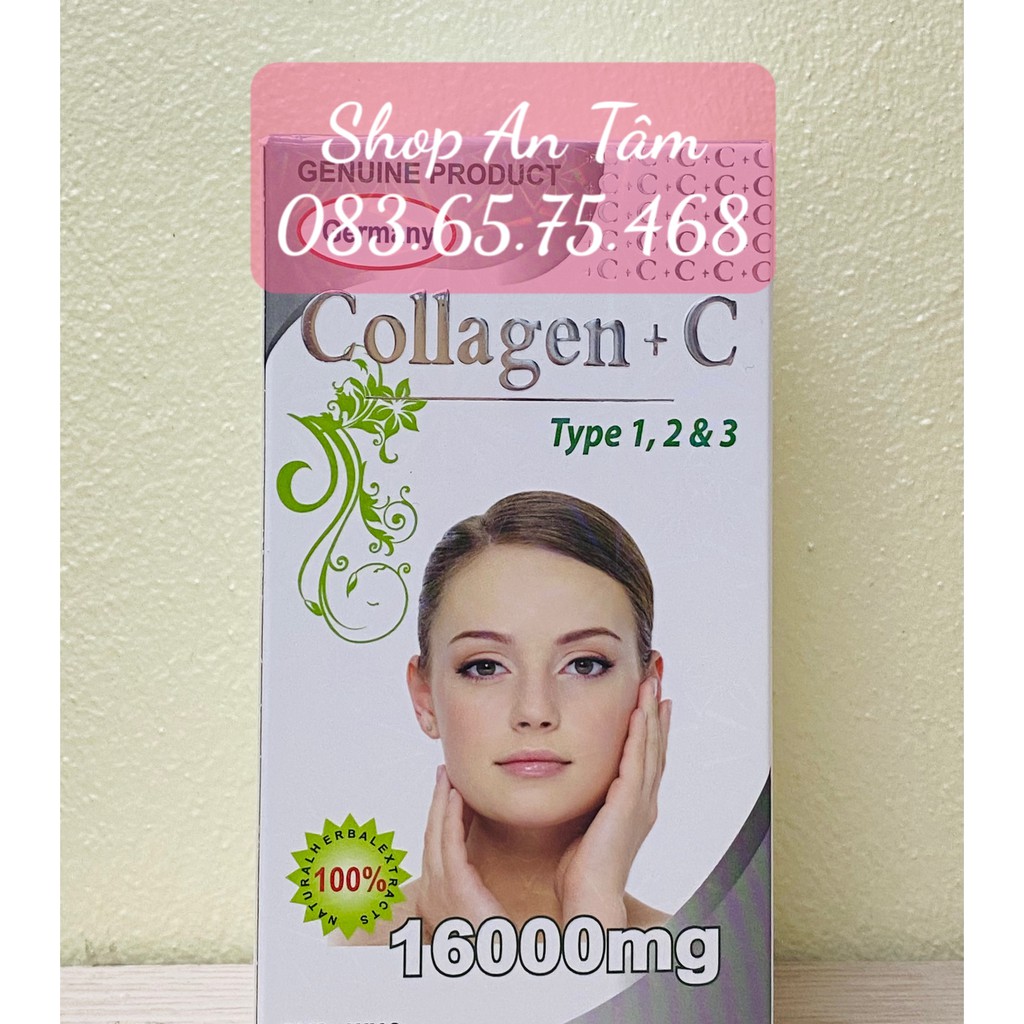 Shop An Tâm
GENUINE PRODUCT
083.65.75.468
Germany
C+C+C+C
C+C+C+C+C
Collagen + C
Type 1, 2 & 3
NATURAL HERBAL EXTRACTS
100%
16000mg